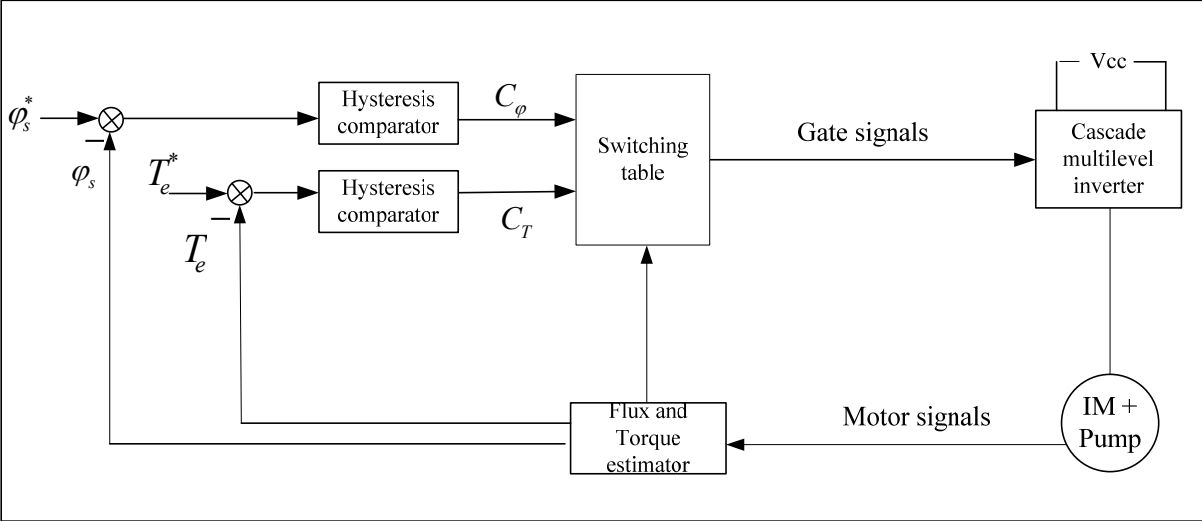 Vcc
φs*
Hysteresis
comparator
Cφ
Switching
table
Gate signals
Cascade
multilevel
inverter
−
φs
Te*
Hysteresis
comparator
CT
−
Te
Flux and
Torque
estimator
Motor signals
IM +
Pump